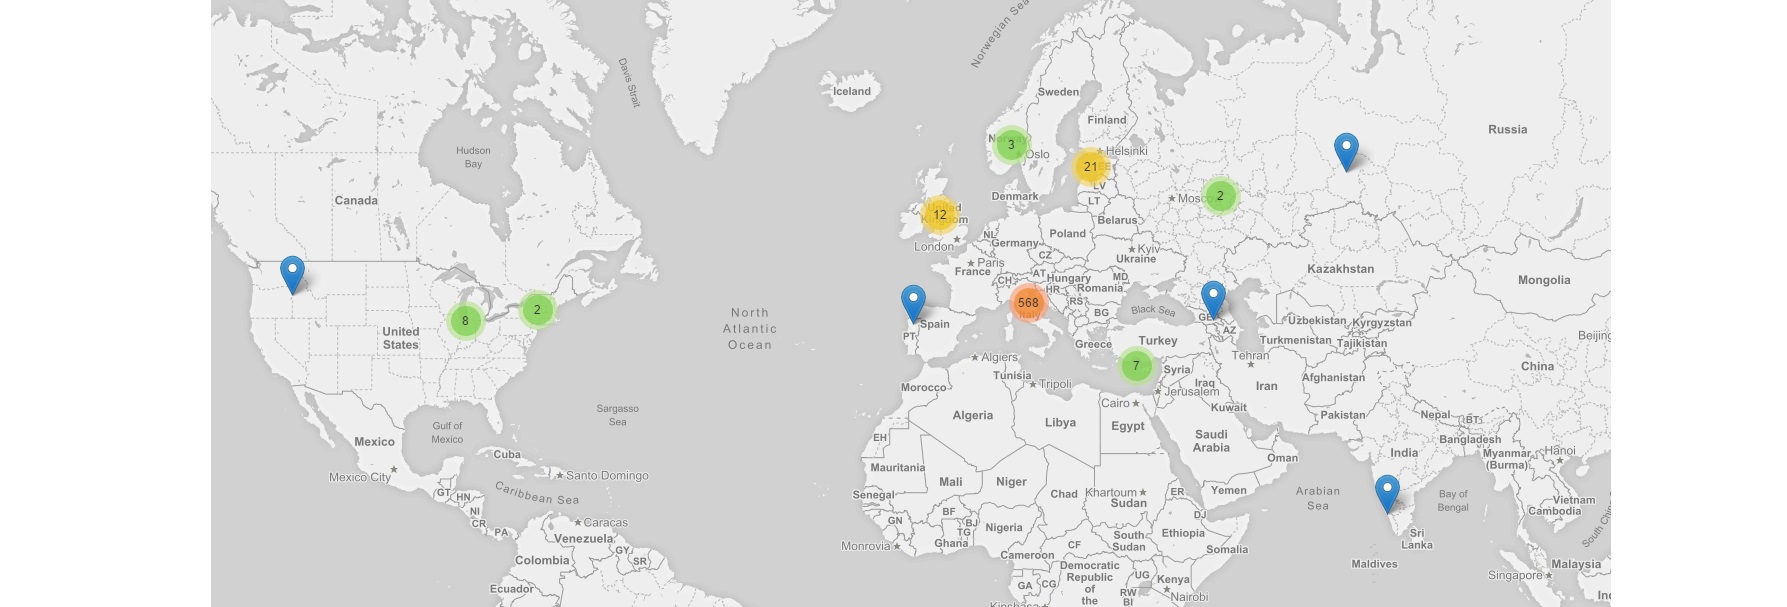 Norwegian Sea
Davis Strait
Iceland
Sweden
Finland
Russia
Hudson
Bay
Norway
3
Oslo
Helsinki
21
EE
LV
LT
Canada
Denmark
Moscow
2
United
Kingdom
12
London
NL
Germany
Poland
Belarus
Paris
France
CZ
Kyiv
Ukraine
Kazakhstan
Mongolia
CH
AT
Hungary
MD
HR
Romania
568
Italy
RS
BG
Black Sea
GE
AZ
8
2
North
Atlantic
Ocean
United
States
PT
Spain
Greece
Turkey
Uzbekistan
Kyrgyzstan
Turkmenistan
Tajikistan
Beijing
China
Algiers
Tunisia
Tripoli
7
Syria
Tehran
Iraq
Iran
Afghanistan
Jerusalem
Morocco
Cairo
Kuwait
Pakistan
Nepal
BT
Sargasso
Sea
Gulf of
Mexico
Mexico
Algeria
Libya
Egypt
Saudi
Arabia
EH
Bangladesh
India
Myanmar
(Burma)
Hanoi
Cuba
Mexico City
Santo Domingo
Mauritania
Mali
Niger
Oman
Chad
Khartoum
Sudan
ER
Yemen
Arabian
Sea
Bay of
Bengal
Vietnam
Cambodia
GT
HN
Caribbean Sea
NI
CR
PA
Caracas
Venezuela
Senegal
GN
BF
BJ
TG
Nigeria
DJ
Ethiopia
Somalia
Sri
Lanka
South Chi
Monrovia
Ghana
Cameroon
CF
South
Sudan
Colombia
GY
SR
Ecuador
Democratic
Republic
of
the
GA
CG
UG
Kenya
RW
BI
Nairobi
Kinshasa
Maldives
Singapore
Malaysia
In